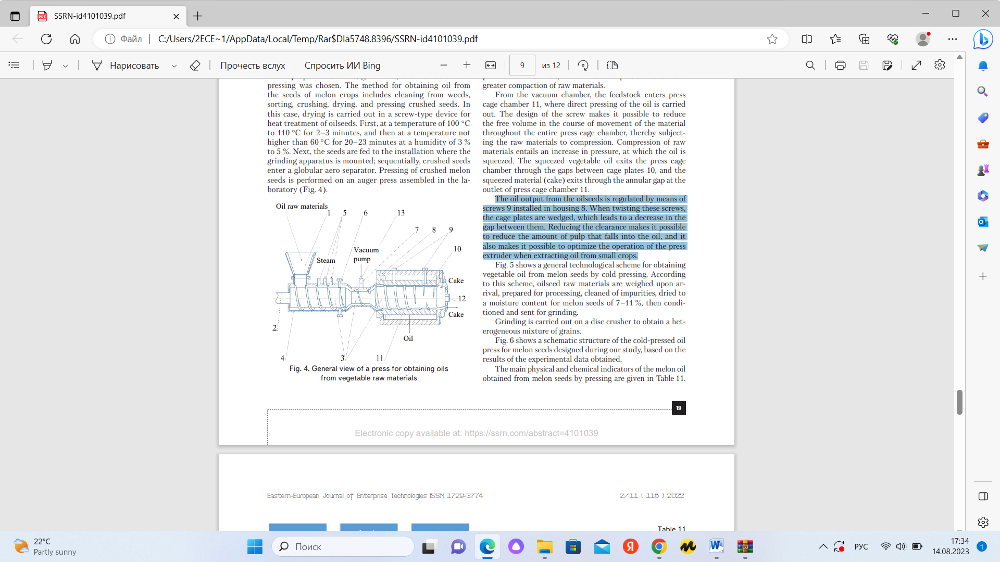 SSRN-id4101039.pdf
Файл
C:/Users/2ECE~1/AppData/Local/Temp/Rar$DIa5748.8396/SSRN-id4101039.pdf
Нарисовать
Прочесть вслух
Спросить ИИ Bing
9
из 12
pressing was chosen. The method for obtaining oil from
the seeds of melon crops includes cleaning from weeds,
sorting, crushing, drying, and pressing crushed seeds. In
this case, drying is carried out in a screw-type device for
heat treatment of oilseeds. First, at a temperature of 100 °C
to 110 °C for 2–3 minutes, and then at a temperature not
higher than 60 °C for 20–23 minutes at a humidity of 3 %
to 5 %. Next, the seeds are fed to the installation where the
grinding apparatus is mounted; sequentially, crushed seeds
enter a globular aero separator. Pressing of crushed melon
seeds is performed on an auger press assembled in the la-
boratory (Fig. 4).
Oil raw materials
1
5
6
13
7
8
9
10
Vacuum
pump
Steam
Cake
12
Cake
2
Oil
4
3
11
Fig. 4. General view of a press for obtaining oils
from vegetable raw materials
greater compaction of raw materials.
From the vacuum chamber, the feedstock enters press
cage chamber 11, where direct pressing of the oil is carried
out. The design of the screw makes it possible to reduce
the free volume in the course of movement of the material
throughout the entire press cage chamber, thereby subject-
ing the raw materials to compression. Compression of raw
materials entails an increase in pressure, at which the oil is
squeezed. The squeezed vegetable oil exits the press cage
chamber through the gaps between cage plates 10, and the
squeezed material (cake) exits through the annular gap at the
outlet of press cage chamber 11.
The oil output from the oilseeds is regulated by means of
screws 9 installed in housing 8. When twisting these screws,
the cage plates are wedged, which leads to a decrease in the
gap between them. Reducing the clearance makes it possible
to reduce the amount of pulp that falls into the oil, and it
also makes it possible to optimize the operation of the press
extruder when extracting oil from small crops.
Fig. 5 shows a general technological scheme for obtaining
vegetable oil from melon seeds by cold pressing. According
to this scheme, oilseed raw materials are weighed upon ar-
rival, prepared for processing, cleaned of impurities, dried to
a moisture content for melon seeds of 7–11 %, then condi-
tioned and sent for grinding.
Grinding is carried out on a disc crusher to obtain a het-
erogeneous mixture of grains.
Fig. 6 shows a schematic structure of the cold-pressed oil
press for melon seeds designed during our study, based on the
results of the experimental data obtained.
The main physical and chemical indicators of the melon oil
obtained from melon seeds by pressing are given in Table 11.
19
Electronic copy available at: https://ssrn.com/abstract=4101039
Eastern-European Journal of Enterprise Technologies ISSN 1729-3774
2/11 ( 116 ) 2022
Table 11
22°C
Partly sunny
Поиск
РУС
17:34
14.08.2023
1